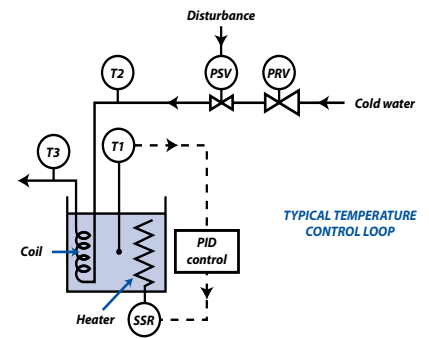 Disturbance
T2
PSV
PRV
Cold water
T3
T1
TYPICAL TEMPERATURE
CONTROL LOOP
Coil
PID
control
Heater
SSR